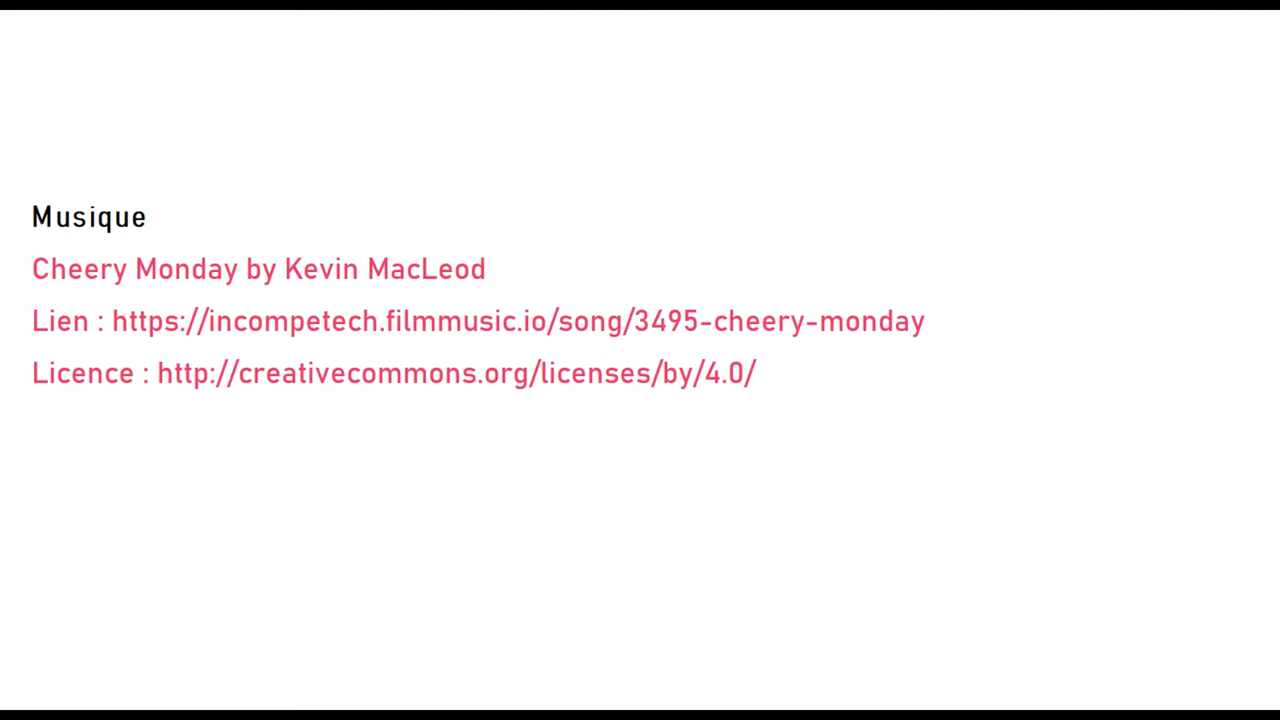 Musique
Cheery Monday by Kevin MacLeod
Lien : https://incompetech.filmmusic.io/song/3495-cheery-monday
Licence : http://creativecommons.org/licenses/by/4.0/